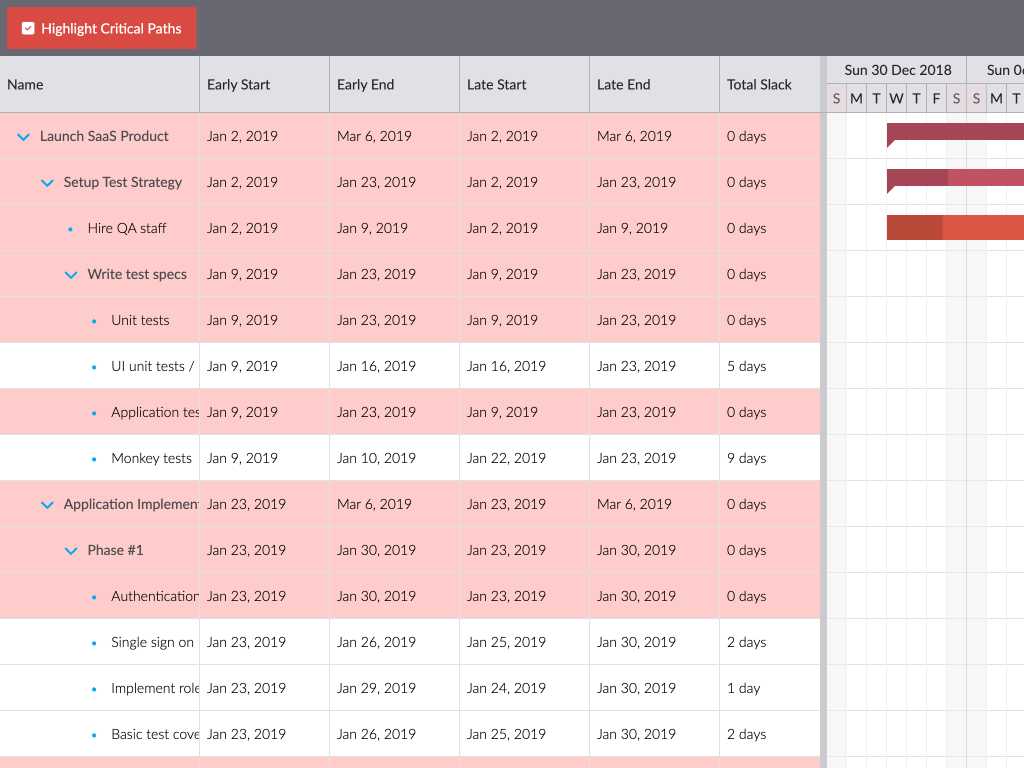 Highlight Critical Paths
Name Early Start Early End Late Start Late End Total Slack Sun 30 Dec 2018 Sun
S M T W T F S S M T
Launch SaaS Product Jan 2, 2019 Mar 6, 2019 Jan 2, 2019 Mar 6, 2019 0 days
Setup Test Strategy Jan 2, 2019 Jan 23, 2019 Jan 2, 2019 Jan 23, 2019 0 days
Hire QA staff Jan 2, 2019 Jan 9, 2019 Jan 2, 2019 Jan 9, 2019 0 days
Write test specs Jan 9, 2019 Jan 23, 2019 Jan 9, 2019 Jan 23, 2019 0 days
Unit tests Jan 9, 2019 Jan 23, 2019 Jan 9, 2019 Jan 23, 2019 0 days
UI unit tests / Jan 9, 2019 Jan 16, 2019 Jan 16, 2019 Jan 23, 2019 5 days
Application tes Jan 9, 2019 Jan 23, 2019 Jan 9, 2019 Jan 23, 2019 0 days
Monkey tests Jan 9, 2019 Jan 10, 2019 Jan 22, 2019 Jan 23, 2019 9 days
Application Implemen Jan 23, 2019 Mar 6, 2019 Jan 23, 2019 Mar 6, 2019 0 days
Phase #1 Jan 23, 2019 Jan 30, 2019 Jan 23, 2019 Jan 30, 2019 0 days
Authentication Jan 23, 2019 Jan 30, 2019 Jan 23, 2019 Jan 30, 2019 0 days
Single sign on Jan 23, 2019 Jan 26, 2019 Jan 25, 2019 Jan 30, 2019 2 days
Implement role Jan 23, 2019 Jan 29, 2019 Jan 24, 2019 Jan 30, 2019 1 day
Basic test cove Jan 23, 2019 Jan 26, 2019 Jan 25, 2019 Jan 30, 2019 2 days